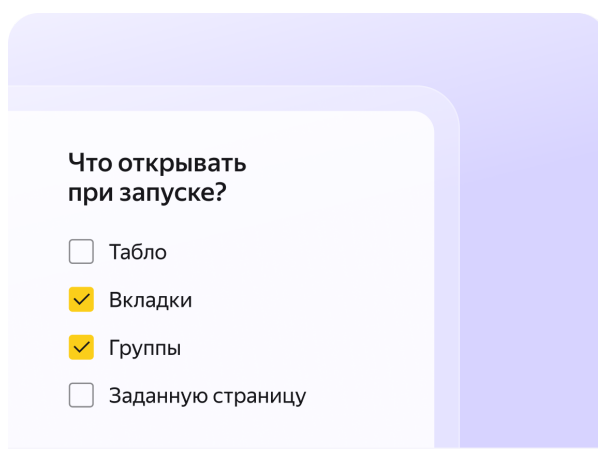 Что открывать
при запуске?
Табло
Вкладки
Группы
Заданную страницу